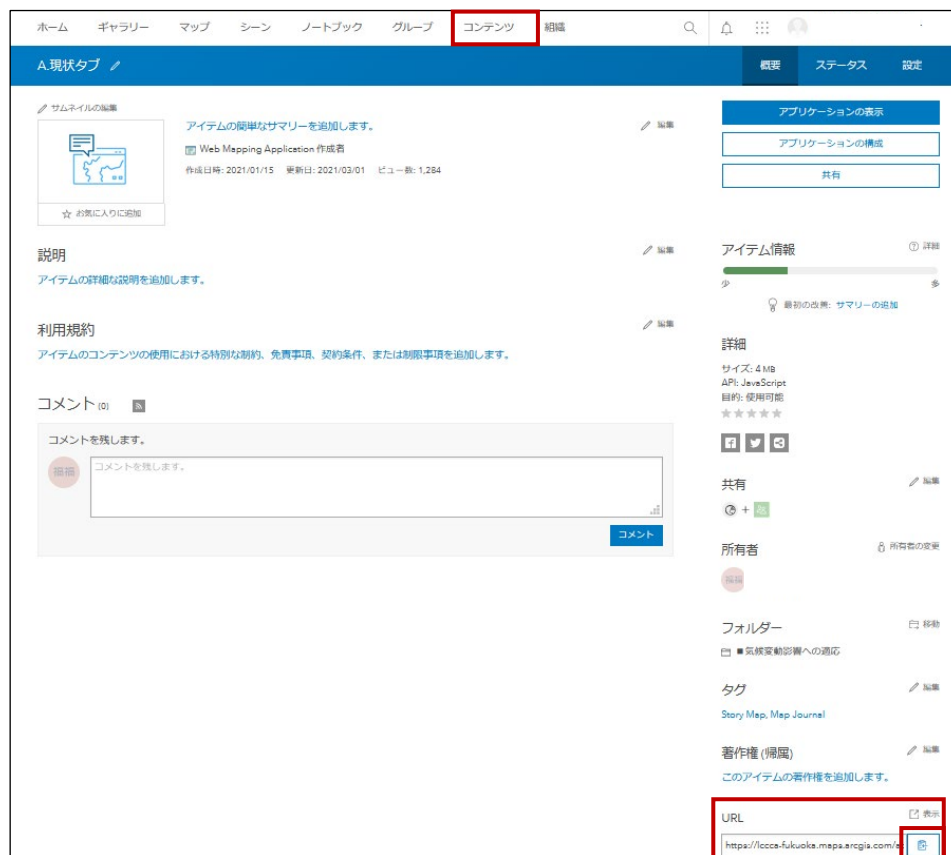 ホーム ギャラリー マップ シーン ノートブック グループ コンテンツ 組織
A.現状タブ 概要 ステータス 設定
サムネイルの編集
アイテムの簡単なサマリーを追加します。 編集
Web Mapping Application 作成者
作成日時: 2021/01/15 更新日: 2021/03/01 ビュー数: 1,284
お気に入りに追加
アプリケーションの表示
アプリケーションの構成
共有
説明 編集
アイテムの詳細な説明を追加します。
利用規約 編集
アイテムのコンテンツの使用における特別な制約、免責事項、契約条件、または制限事項を追加します。
コメント (0)
コメントを残します。
福福
コメントを残します。
コメント
アイテム情報 詳細
少 多
最初の改善: サマリーの追加
詳細
サイズ: 4 MB
API: JavaScript
目的: 使用可能
共有 編集
+
所有者 所有者の変更
福福
フォルダー 移動
■気候変動影響への適応
タグ 編集
Story Map, Map Journal
著作権 (帰属) 編集
このアイテムの著作権を追加します。
URL 表示
https://lccca-fukuoka.maps.arcgis.com/a